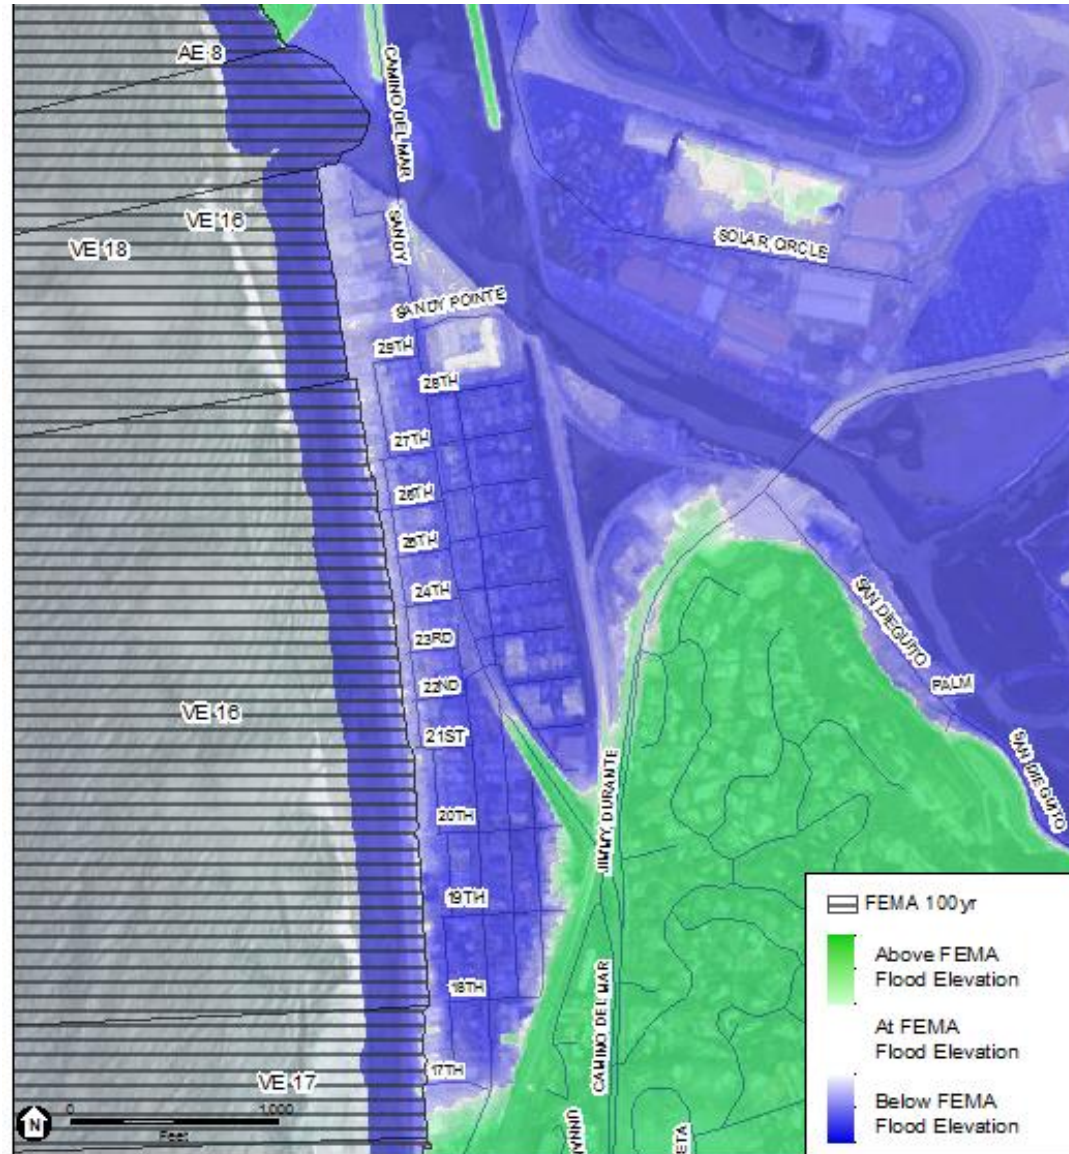 AE 8
CAMINO DEL MAR
VE 16
VE 18
SANDY
SOLAR CIRCLE
SANDY POINTE
29TH
28TH
27TH
26TH
25TH
24TH
23RD
22ND
21ST
20TH
19TH
18TH
17TH
SAN DIEGUITO
PALM
SAN DIEGUITO
VE 16
JIMMY DURANTE
CAMINO DEL MAR
VE 17
N
0 1,000
Feet
FEMA 100yr
Above FEMA
Flood Elevation
At FEMA
Flood Elevation
Below FEMA
Flood Elevation